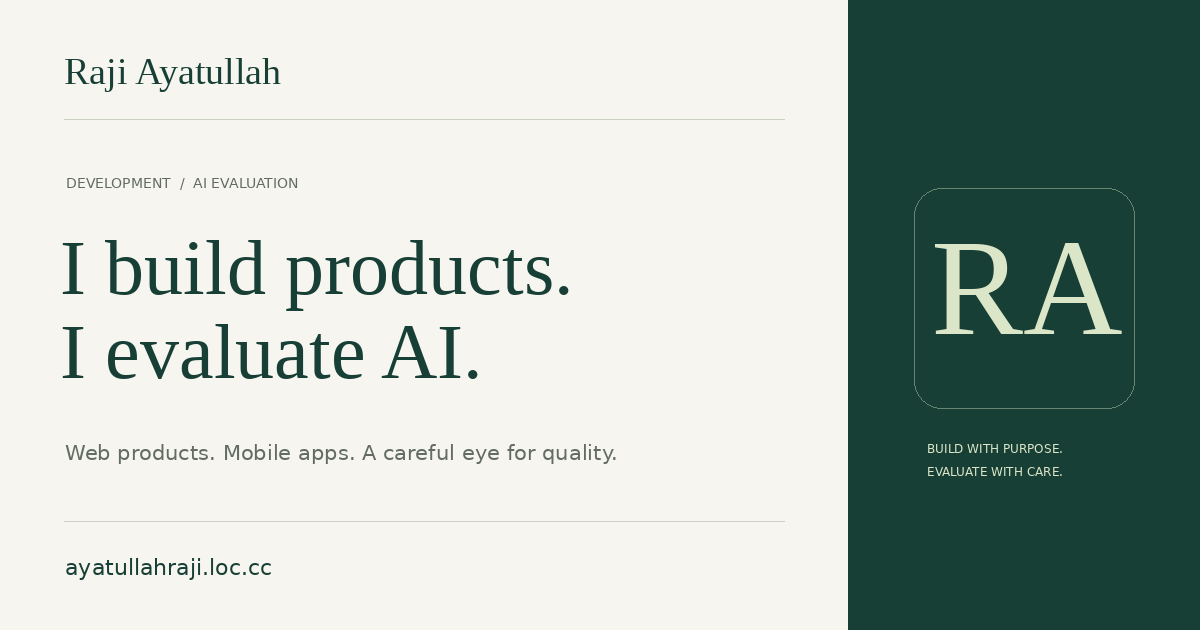 Raji Ayatullah
DEVELOPMENT / AI EVALUATION
I build products.
I evaluate AI.
Web products. Mobile apps. A careful eye for quality.
ayatullahraji.loc.cc
RA
BUILD WITH PURPOSE.
EVALUATE WITH CARE.